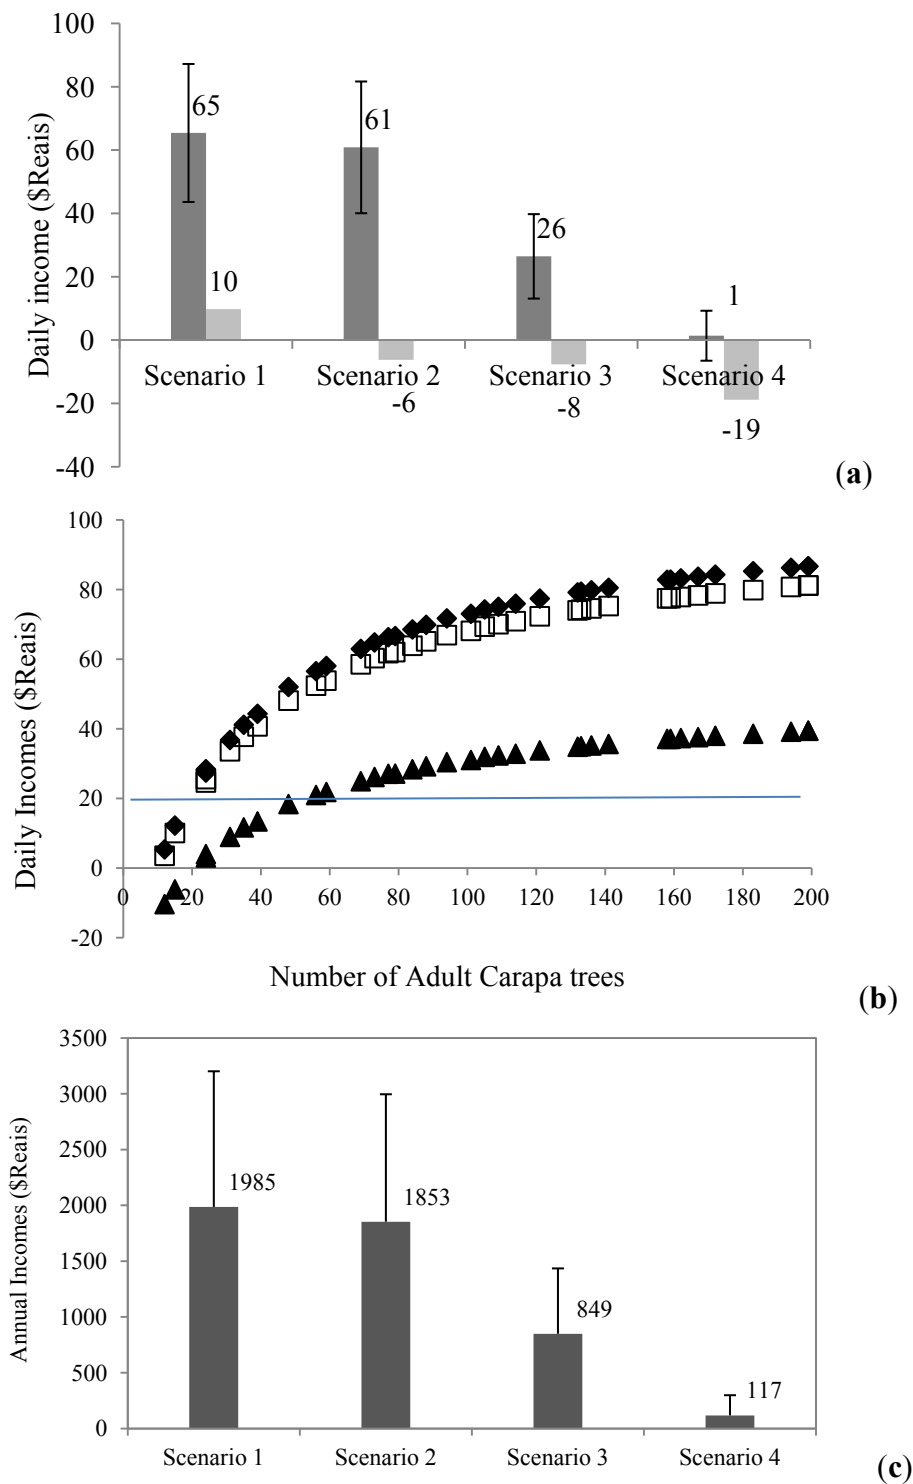 100
80
60
40
20
0
-20
-40
Daily income ($Reais)
65
10
61
-6
26
-8
1
-19
Scenario 1
Scenario 2
Scenario 3
Scenario 4
(a)
100
80
60
40
20
0
-20
Daily Incomes ($Reais)
0 20 40 60 80 100 120 140 160 180 200
Number of Adult Carapa trees
(b)
3500
3000
2500
2000
1500
1000
500
0
Annual Incomes ($Reais)
1985
1853
849
117
Scenario 1
Scenario 2
Scenario 3
Scenario 4
(c)